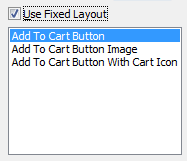 Use Fixed Layout
Add To Cart Button
Add To Cart Button Image
Add To Cart Button With Cart Icon